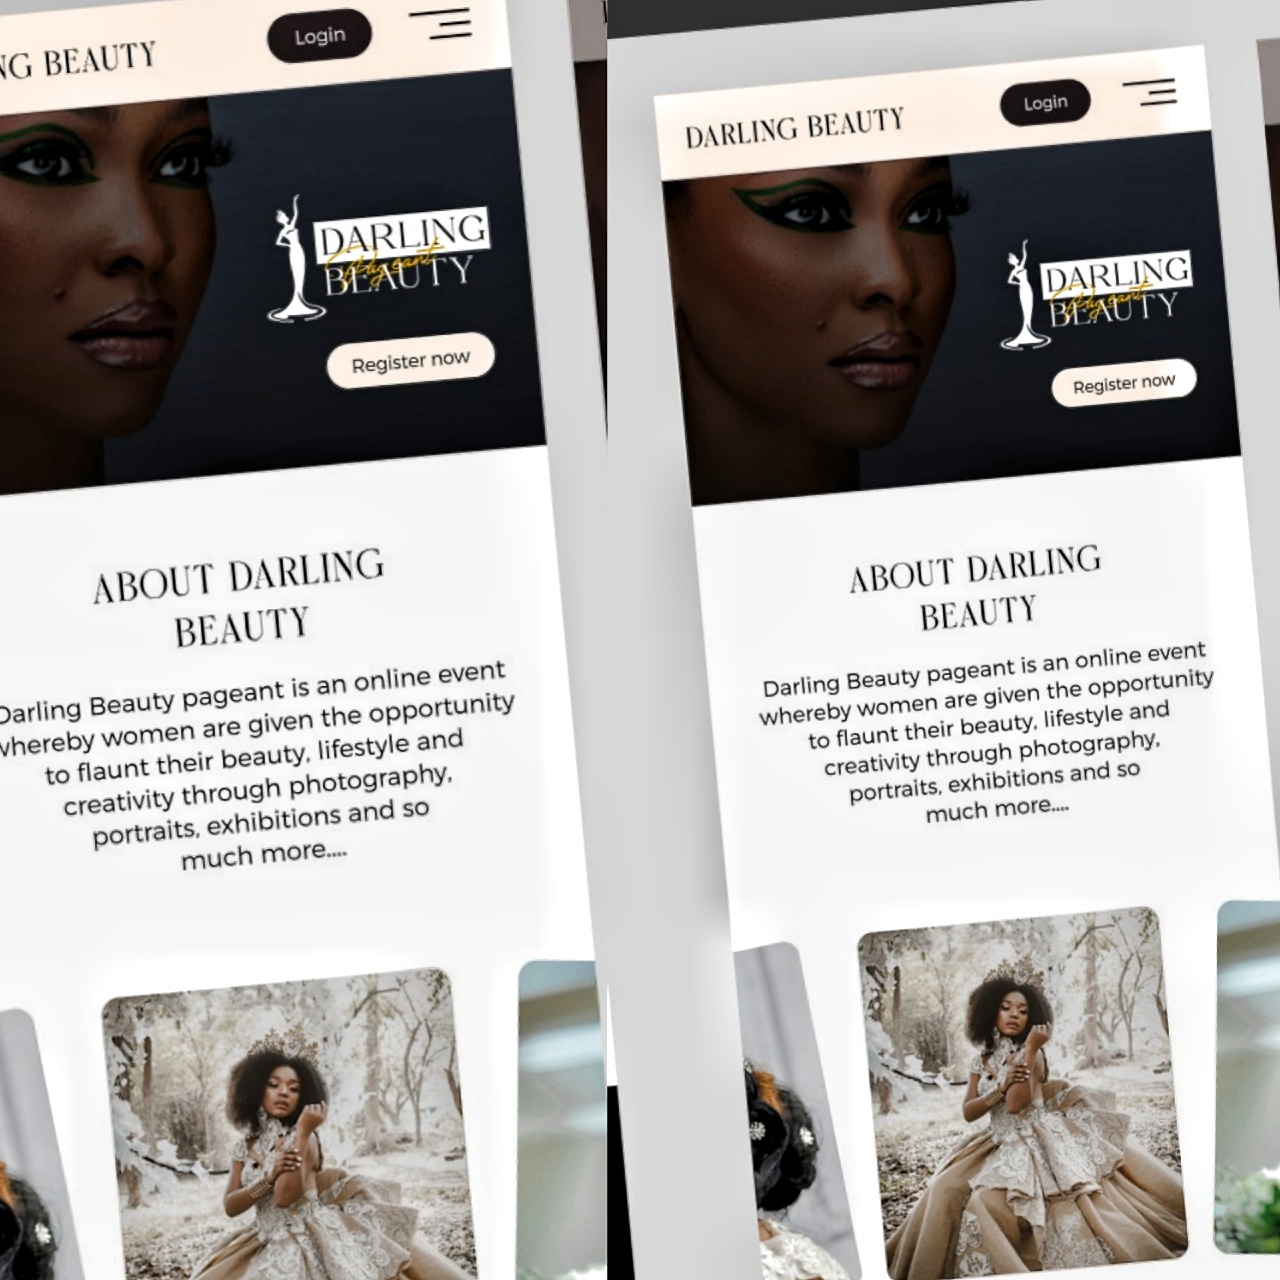 NG BEAUTY
Login
DARLING
Pageant
BEAUTY
Register now
ABOUT DARLING
BEAUTY
Darling Beauty pageant is an online event
whereby women are given the opportunity
to flaunt their beauty, lifestyle and
creativity through photography,
portraits, exhibitions and so
much more....
DARLING BEAUTY
Login
DARLING
Pageant
BEAUTY
Register now
ABOUT DARLING
BEAUTY
Darling Beauty pageant is an online event
whereby women are given the opportunity
to flaunt their beauty, lifestyle and
creativity through photography,
portraits, exhibitions and so
much more....